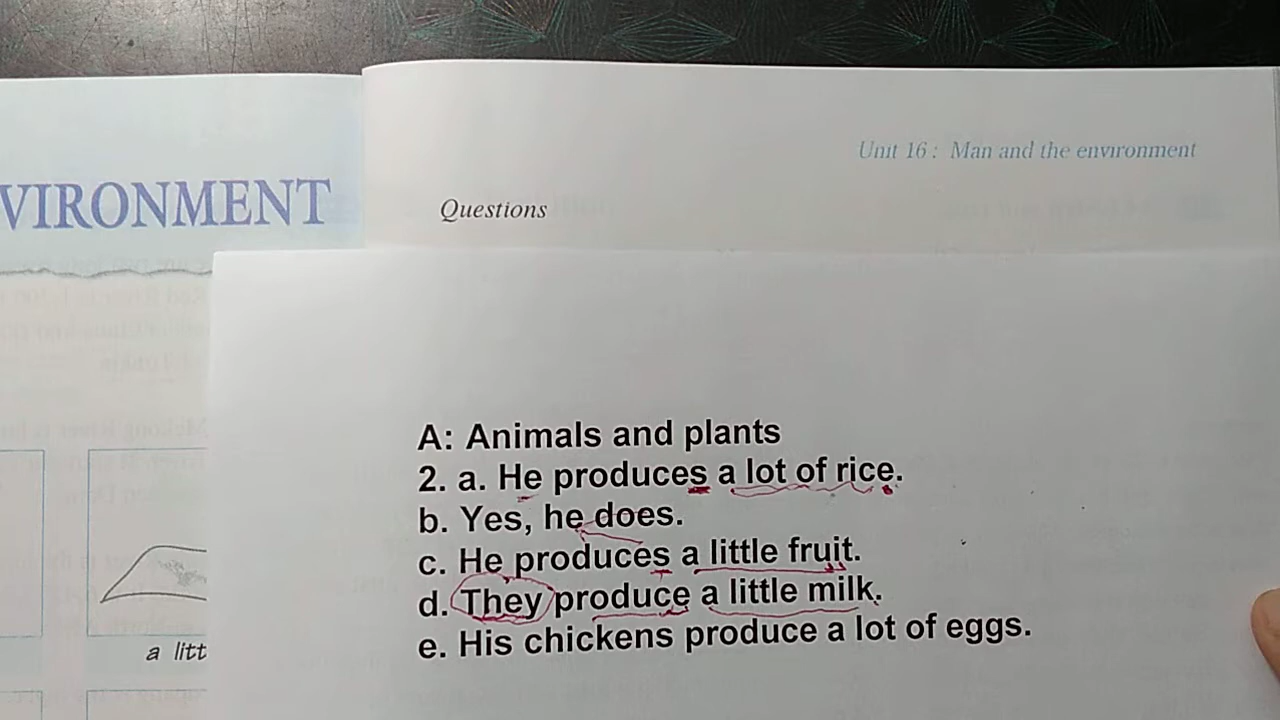 Unit 16 : Man and the environment
VIRONMENT
Questions
A: Animals and plants
2. a. He produces a lot of rice.
b. Yes, he does.
c. He produces a little fruit.
d. They produce a little milk.
e. His chickens produce a lot of eggs.
a litt